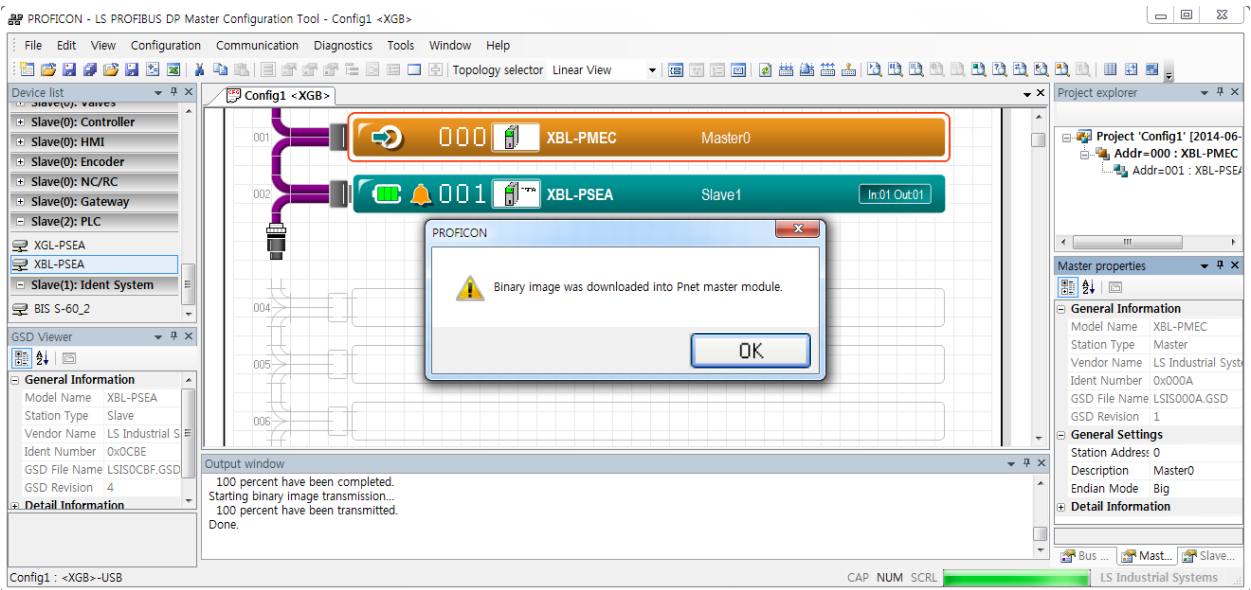 PROFICON - LS PROFIBUS DP Master Configuration Tool - Config1 <XGB>
File Edit View Configuration Communication Diagnostics Tools Window Help
Topology selector Linear View
Device list
Slave(0): Valves
Slave(0): Controller
Slave(0): HMI
Slave(0): Encoder
Slave(0): NC/RC
Slave(0): Gateway
Slave(2): PLC
XGL-PSEA
XBL-PSEA
Slave(1): Ident System
BIS S-60_2
GSD Viewer
General Information
Model Name XBL-PSEA
Station Type Slave
Vendor Name LS Industrial S
Ident Number 0x0CBE
GSD File Name LSIS0CBF.GSD
GSD Revision 4
Detail Information
Config1 <XGB>
001
000 XBL-PMEC Master0
002
001 XBL-PSEA Slave1 In:01 Out:01
004
005
006
PROFICON
Binary image was downloaded into Pnet master module.
OK
Output window
100 percent have been completed.
Starting binary image transmission...
100 percent have been transmitted.
Done.
Project explorer
Project 'Config1' [2014-06-
Addr=000 : XBL-PMEC
Addr=001 : XBL-PSEA
Master properties
General Information
Model Name XBL-PMEC
Station Type Master
Vendor Name LS Industrial Syste
Ident Number 0x000A
GSD File Name LSIS000A.GSD
GSD Revision 1
General Settings
Station Address 0
Description Master0
Endian Mode Big
Detail Information
Bus ... Mast... Slave...
Config1 : <XGB>-USB
CAP NUM SCRL
LS Industrial Systems